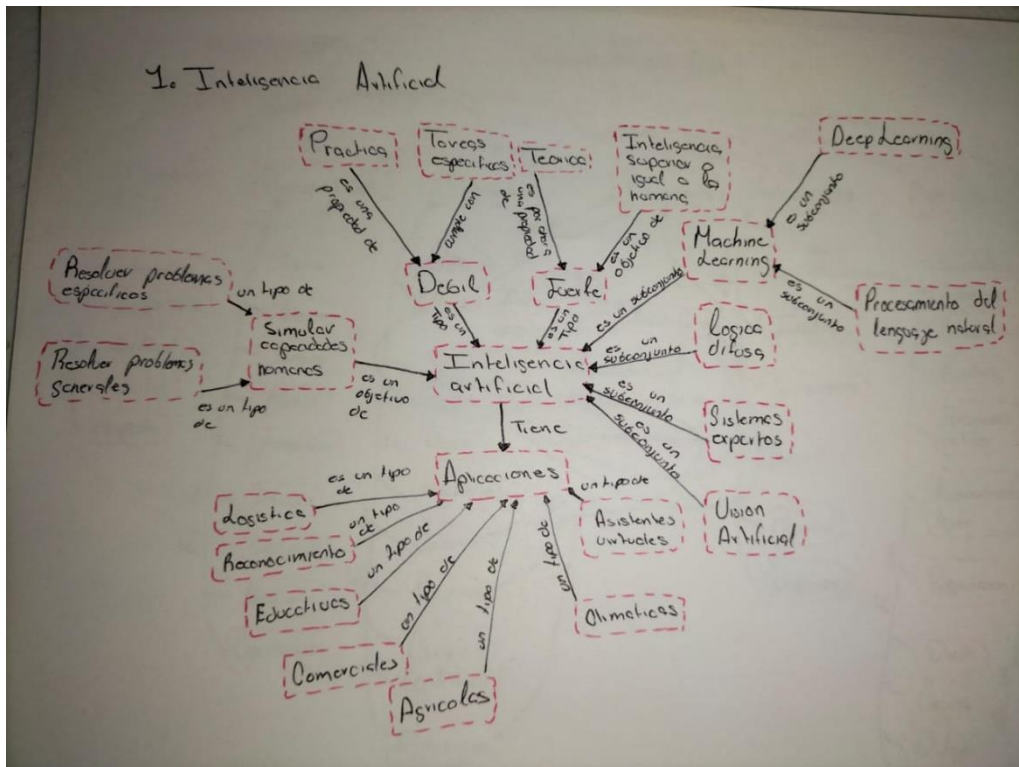 1. Inteligencia Artificial
Practica
Tareas
especificas
Teorica
Inteligencia
superior o
igual a la
humana
Deep Learning
es una
propiedad de
cumple con
es por ahora
una propiedad
de
es un
objetivo de
es un
subconjunto
Machine
Learning
Resolver problemas
especificos
un tipo de
Debil
Fuerte
es un subconjunto
es un
subconjunto
Procesamiento del
lenguaje natural
Simular
capacidades
humanas
es un
tipo
es un
tipo
Logica
difusa
Resolver problemas
generales
es un tipo
de
es un
objetivo
de
Inteligencia
artificial
es un
subconjunto
es un
subconjunto
es un
subconjunto
Sistemas
expertos
Tiene
Vision
Artificial
Aplicaciones
es un tipo
de
Logistica
un tipo
de
Reconocimiento
un tipo de
Educativas
un tipo de
Comerciales
un tipo de
Agricolas
un tipo de
Climaticas
un tipo de
Asistentes
virtuales